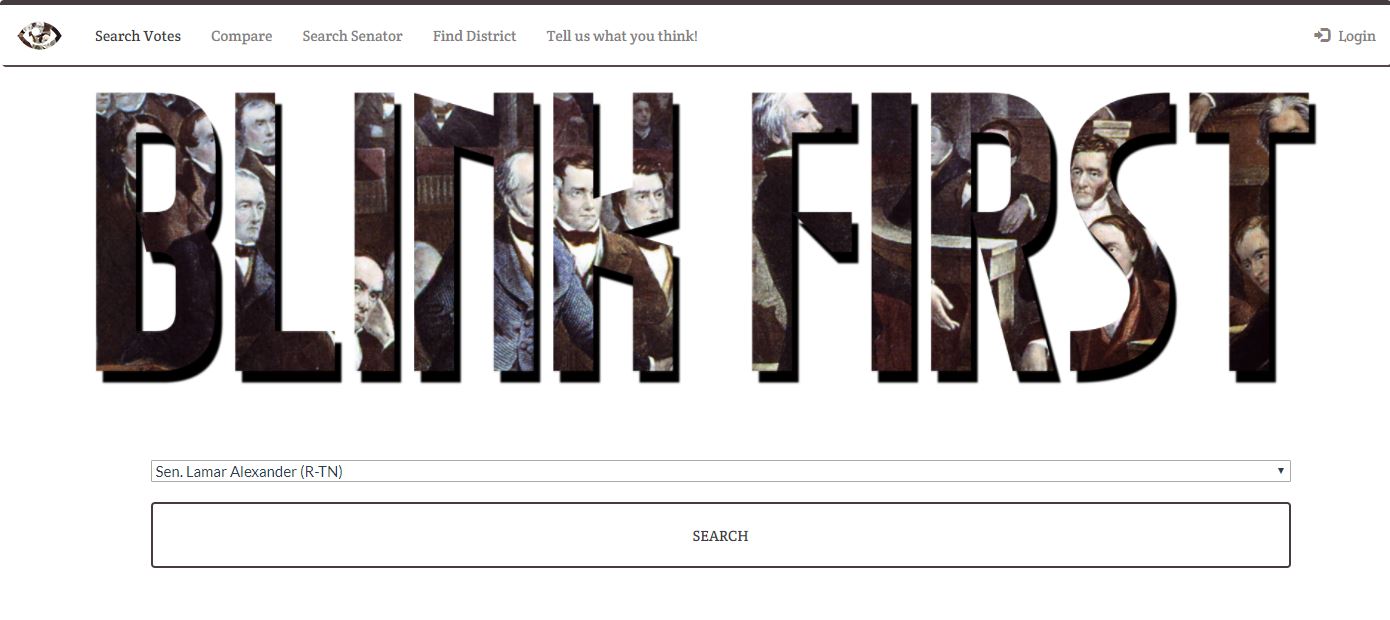 Search Votes Compare Search Senator Find District Tell us what you think! Login
BLINK FIRST
Sen. Lamar Alexander (R-TN)
SEARCH